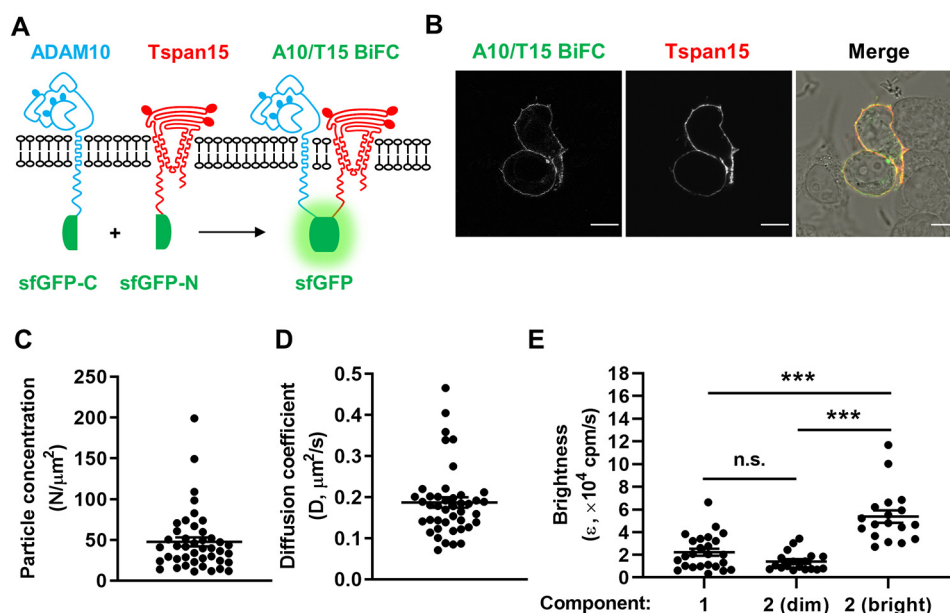 A
ADAM10 Tspan15 A10/T15 BiFC
+
sfGFP-C sfGFP-N sfGFP
B
A10/T15 BiFC Tspan15 Merge
C
Particle concentration
(N/μm²)
250
200
150
100
50
0
D
Diffusion coefficient
(D, μm²/s)
0.5
0.4
0.3
0.2
0.1
0.0
E
Brightness
(ε, ×10⁴ cpm/s)
18
16
14
12
10
8
6
4
2
0
***
***
n.s.
Component: 1 2 (dim) 2 (bright)